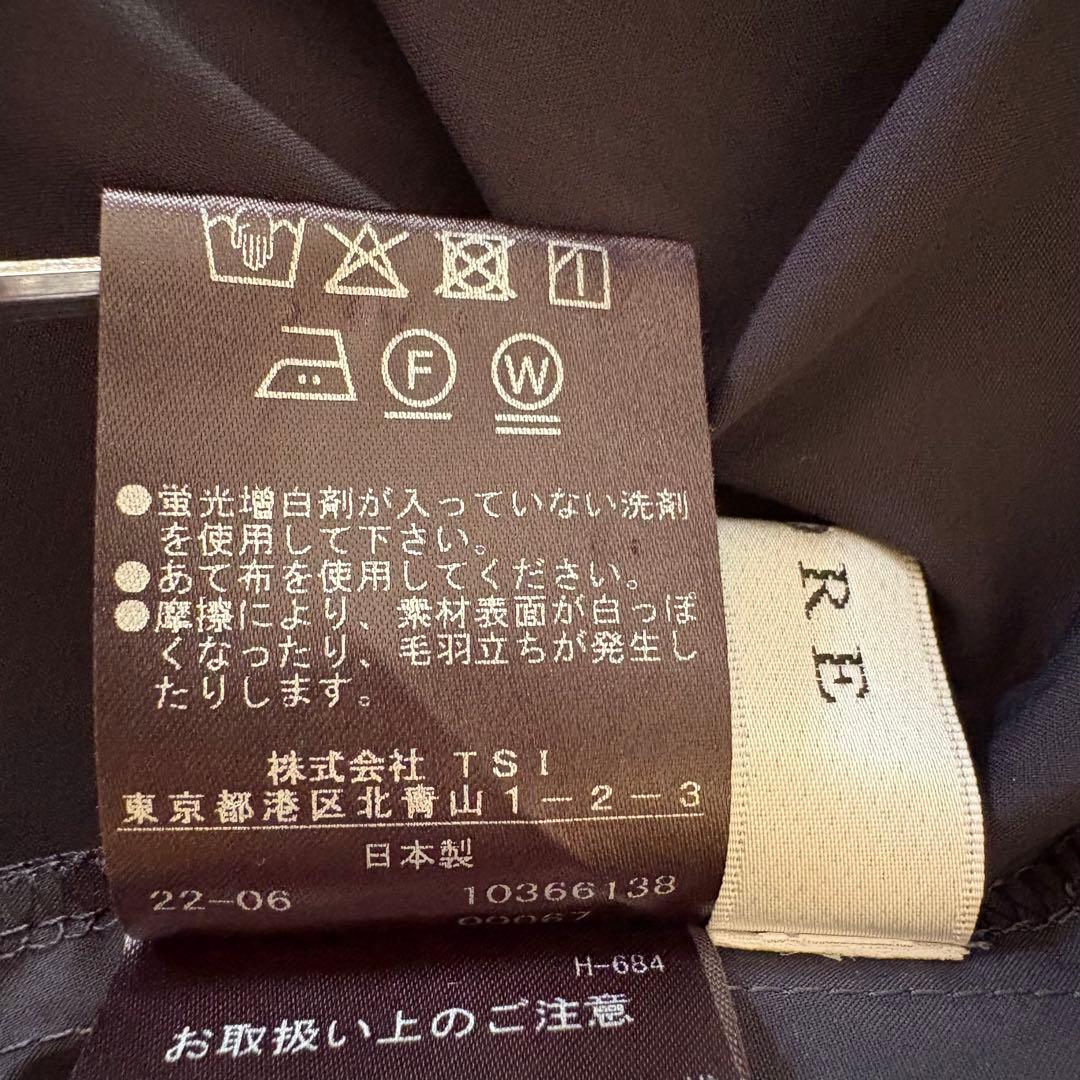 F
W
●蛍光増白剤が入っていない洗剤
を使用して下さい。
●あて布を使用してください。
●摩擦により、素材表面が白っぽ
くなったり、毛羽立ちが発生し
たりします。
株式会社 TSI
東京都港区北青山1-2-3
日本製
22-06 10366138
00067
H-684
お取扱い上のご注意
RE